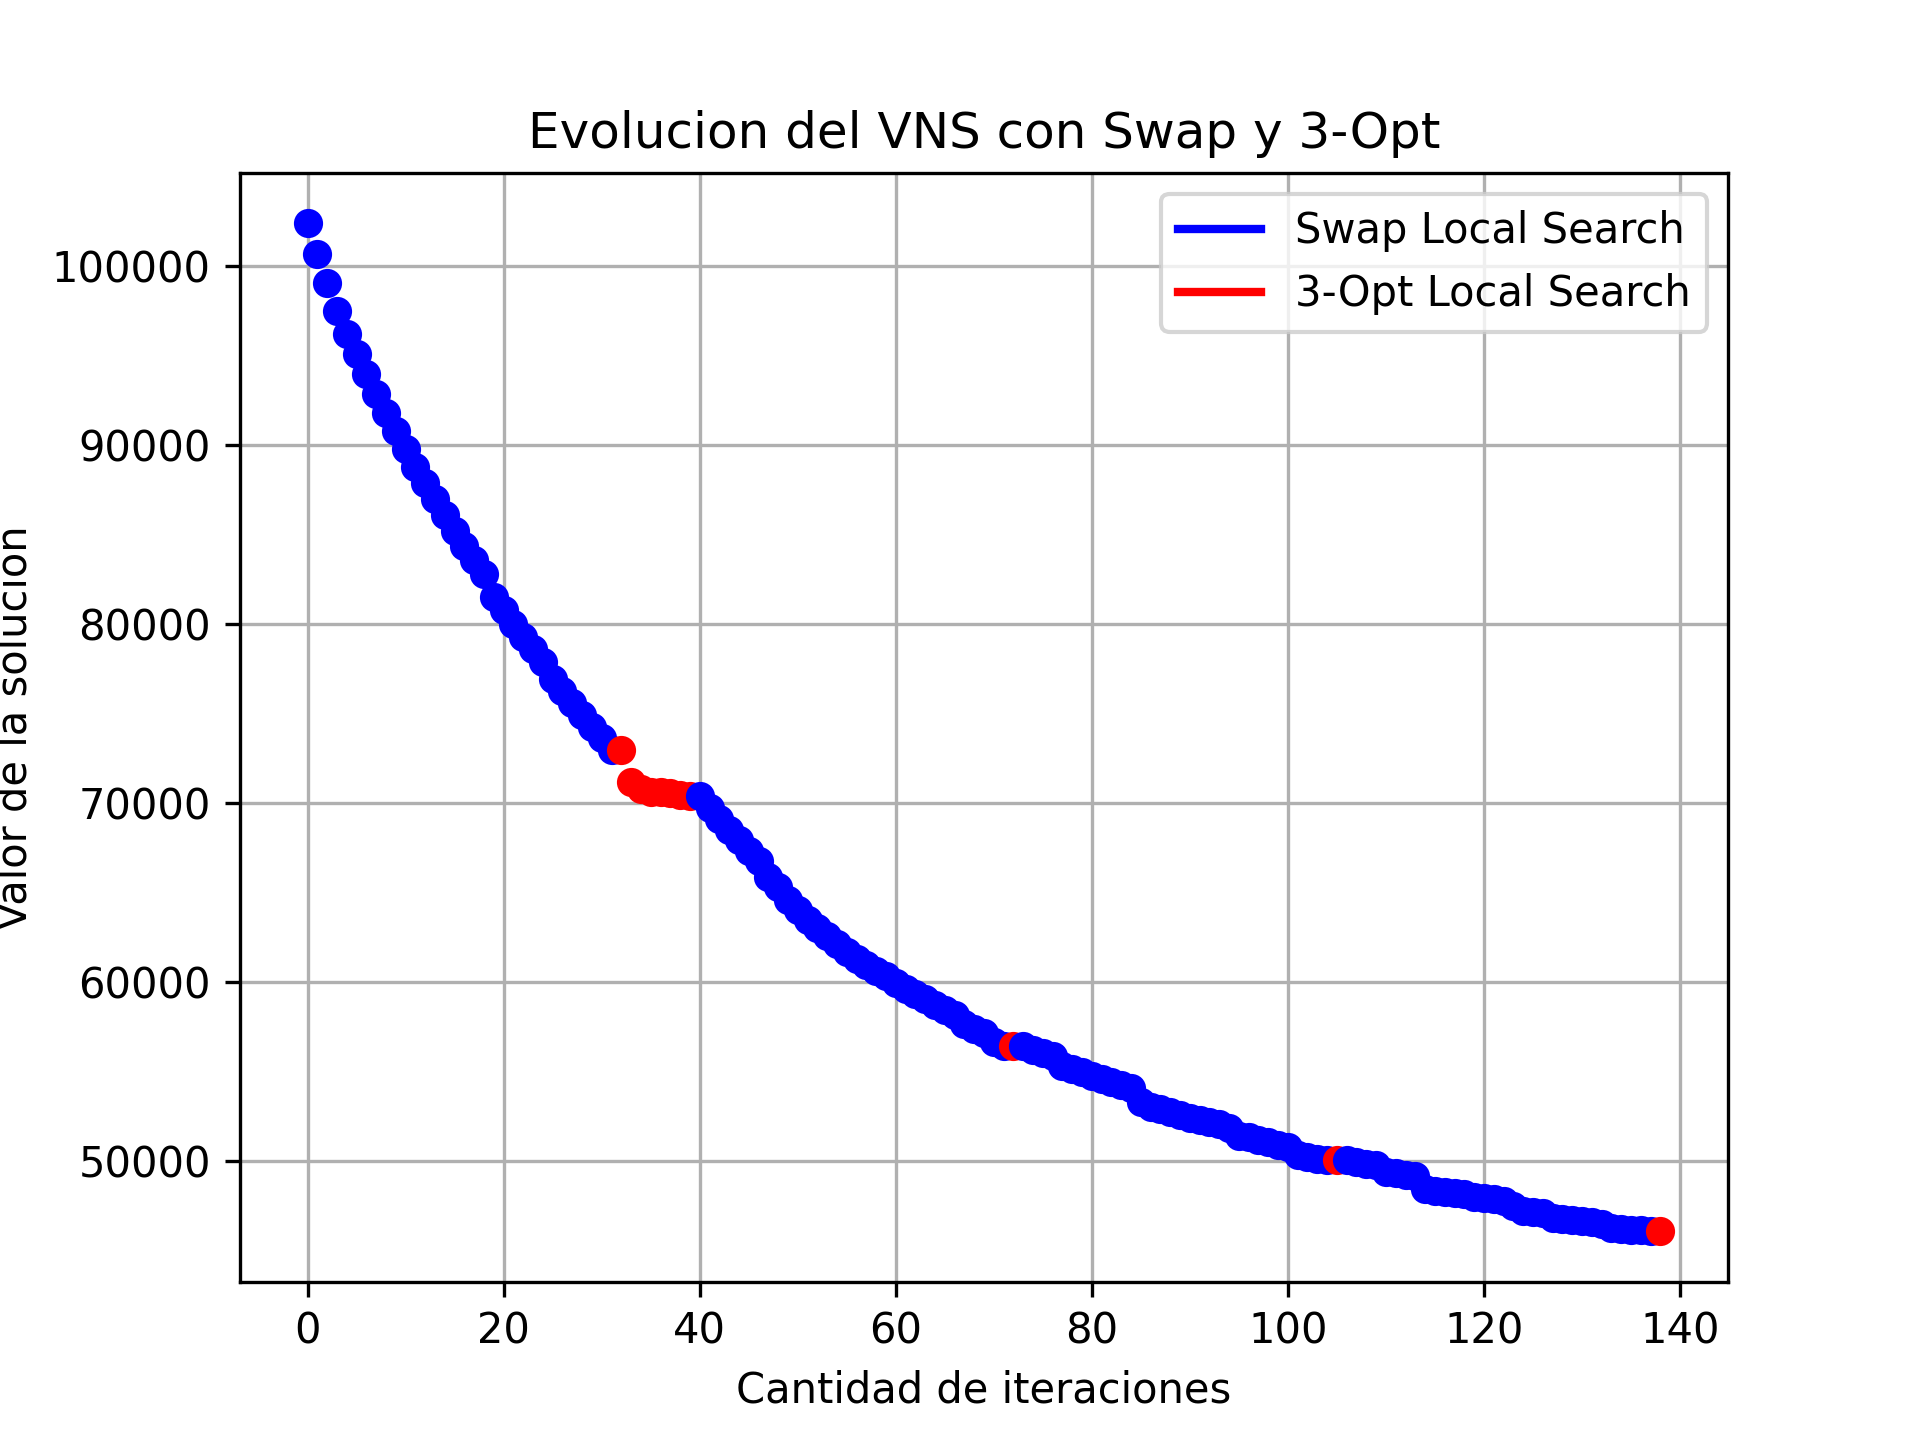 Evolucion del VNS con Swap y 3-Opt
Swap Local Search
3-Opt Local Search
100000
90000
80000
70000
60000
50000
Valor de la solucion
0 20 40 60 80 100 120 140
Cantidad de iteraciones